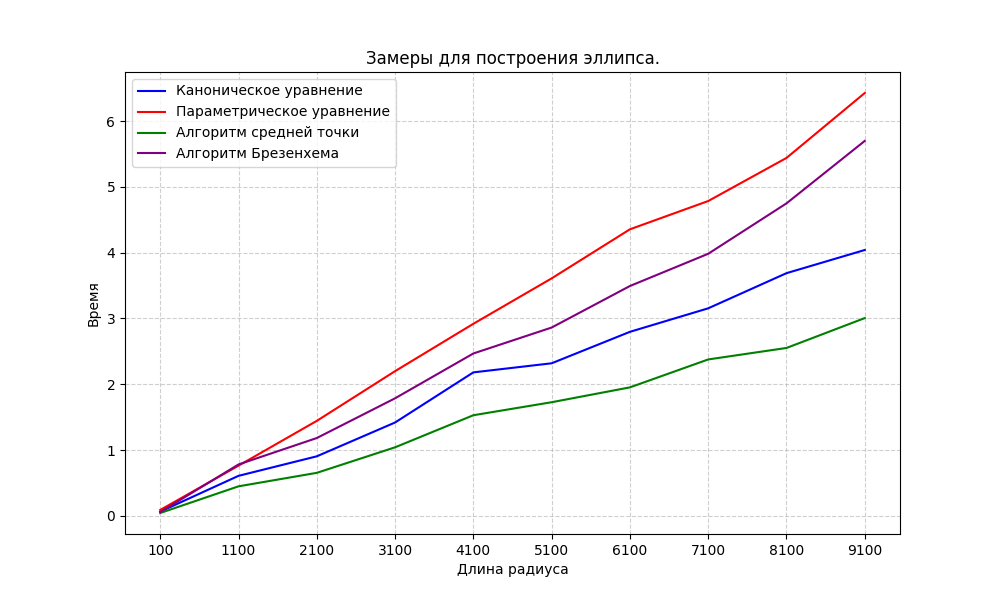 Замеры для построения эллипса.
Каноническое уравнение
Параметрическое уравнение
Алгоритм средней точки
Алгоритм Брезенхема
Время
6
5
4
3
2
1
0
100 1100 2100 3100 4100 5100 6100 7100 8100 9100
Длина радиуса